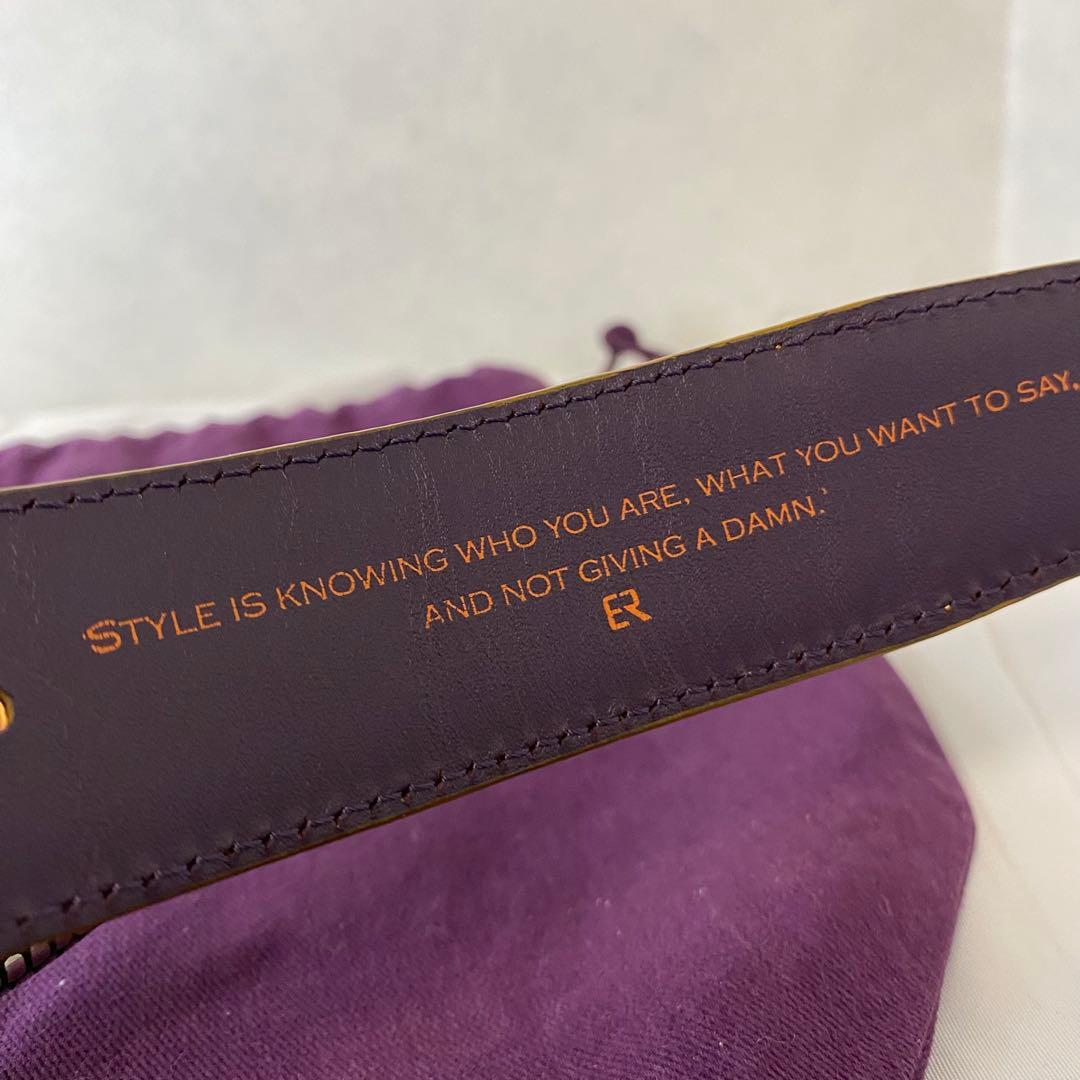 'STYLE IS KNOWING WHO YOU ARE, WHAT YOU WANT TO SAY,
AND NOT GIVING A DAMN.'
ER